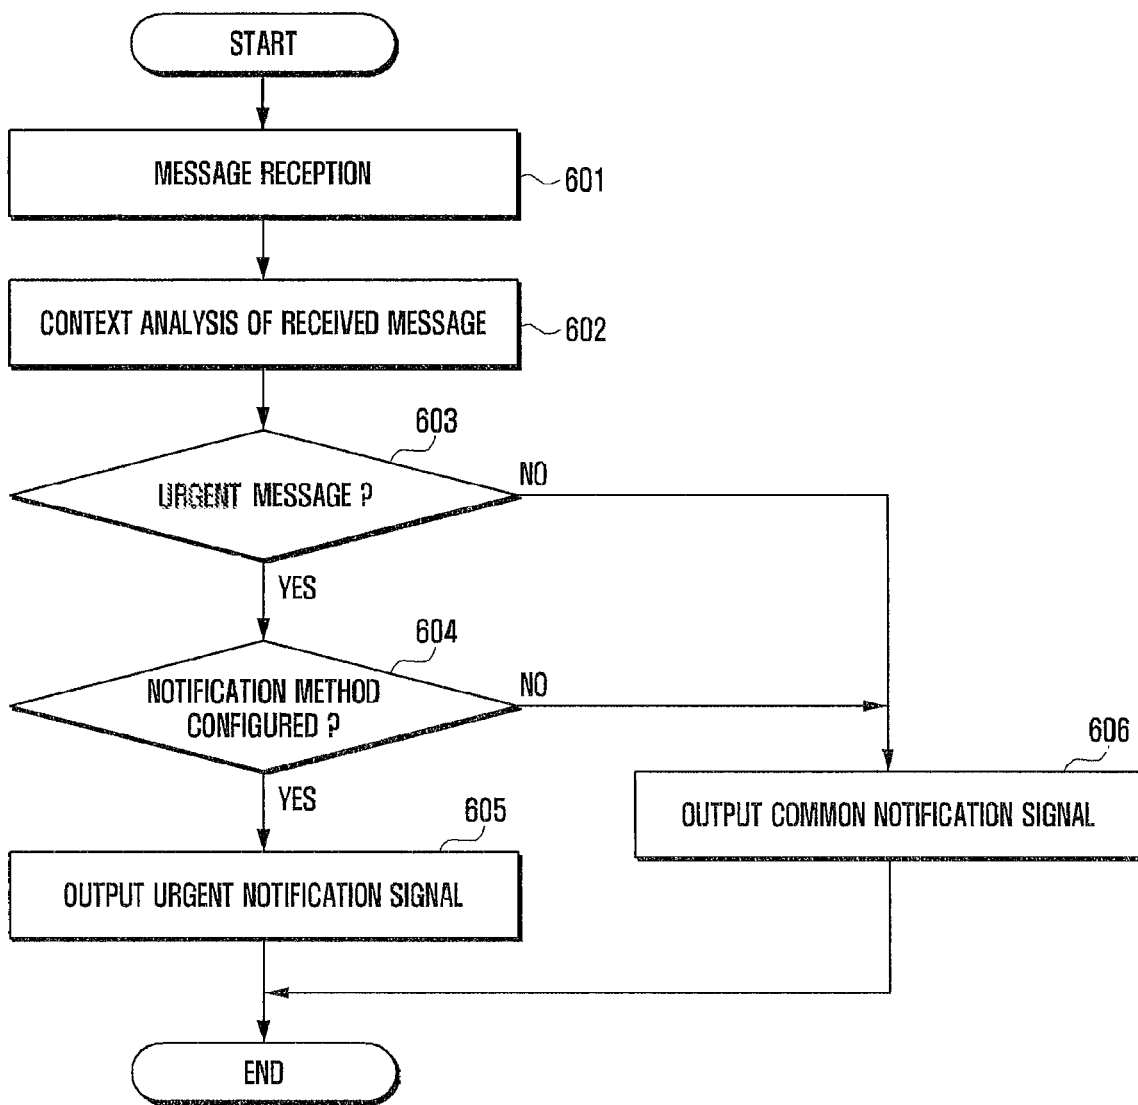 START
MESSAGE RECEPTION
601
CONTEXT ANALYSIS OF RECEIVED MESSAGE
602
603
URGENT MESSAGE ?
NO
YES
604
NOTIFICATION METHOD
CONFIGURED ?
NO
YES
606
OUTPUT COMMON NOTIFICATION SIGNAL
605
OUTPUT URGENT NOTIFICATION SIGNAL
END